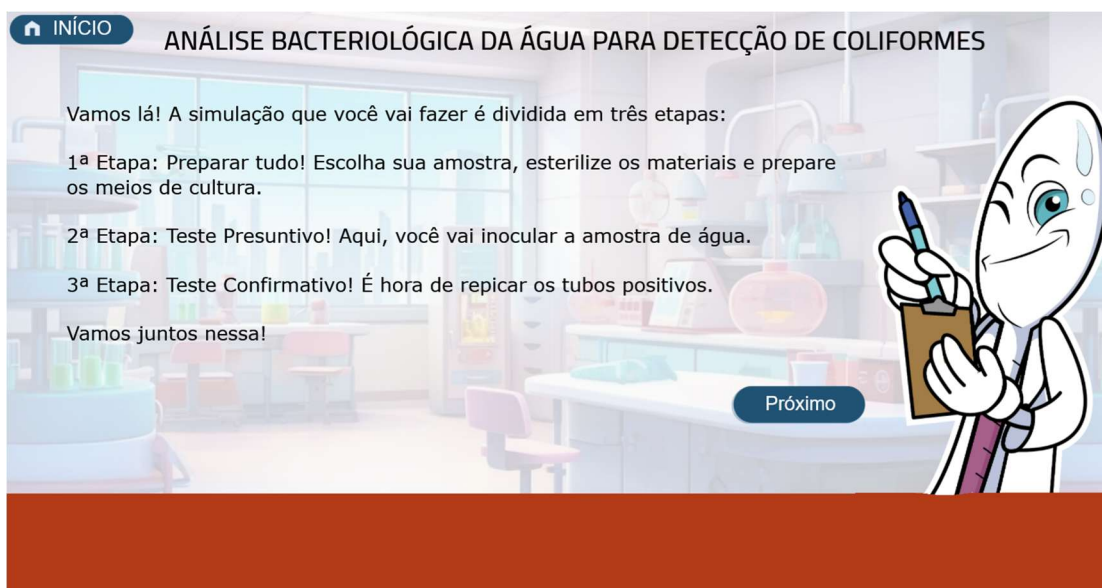 INÍCIO
ANÁLISE BACTERIOLÓGICA DA ÁGUA PARA DETECÇÃO DE COLIFORMES
Vamos lá! A simulação que você vai fazer é dividida em três etapas:
1ª Etapa: Preparar tudo! Escolha sua amostra, esterilize os materiais e prepare
os meios de cultura.
2ª Etapa: Teste Presuntivo! Aqui, você vai inocular a amostra de água.
3ª Etapa: Teste Confirmativo! É hora de repicar os tubos positivos.
Vamos juntos nessa!
Próximo